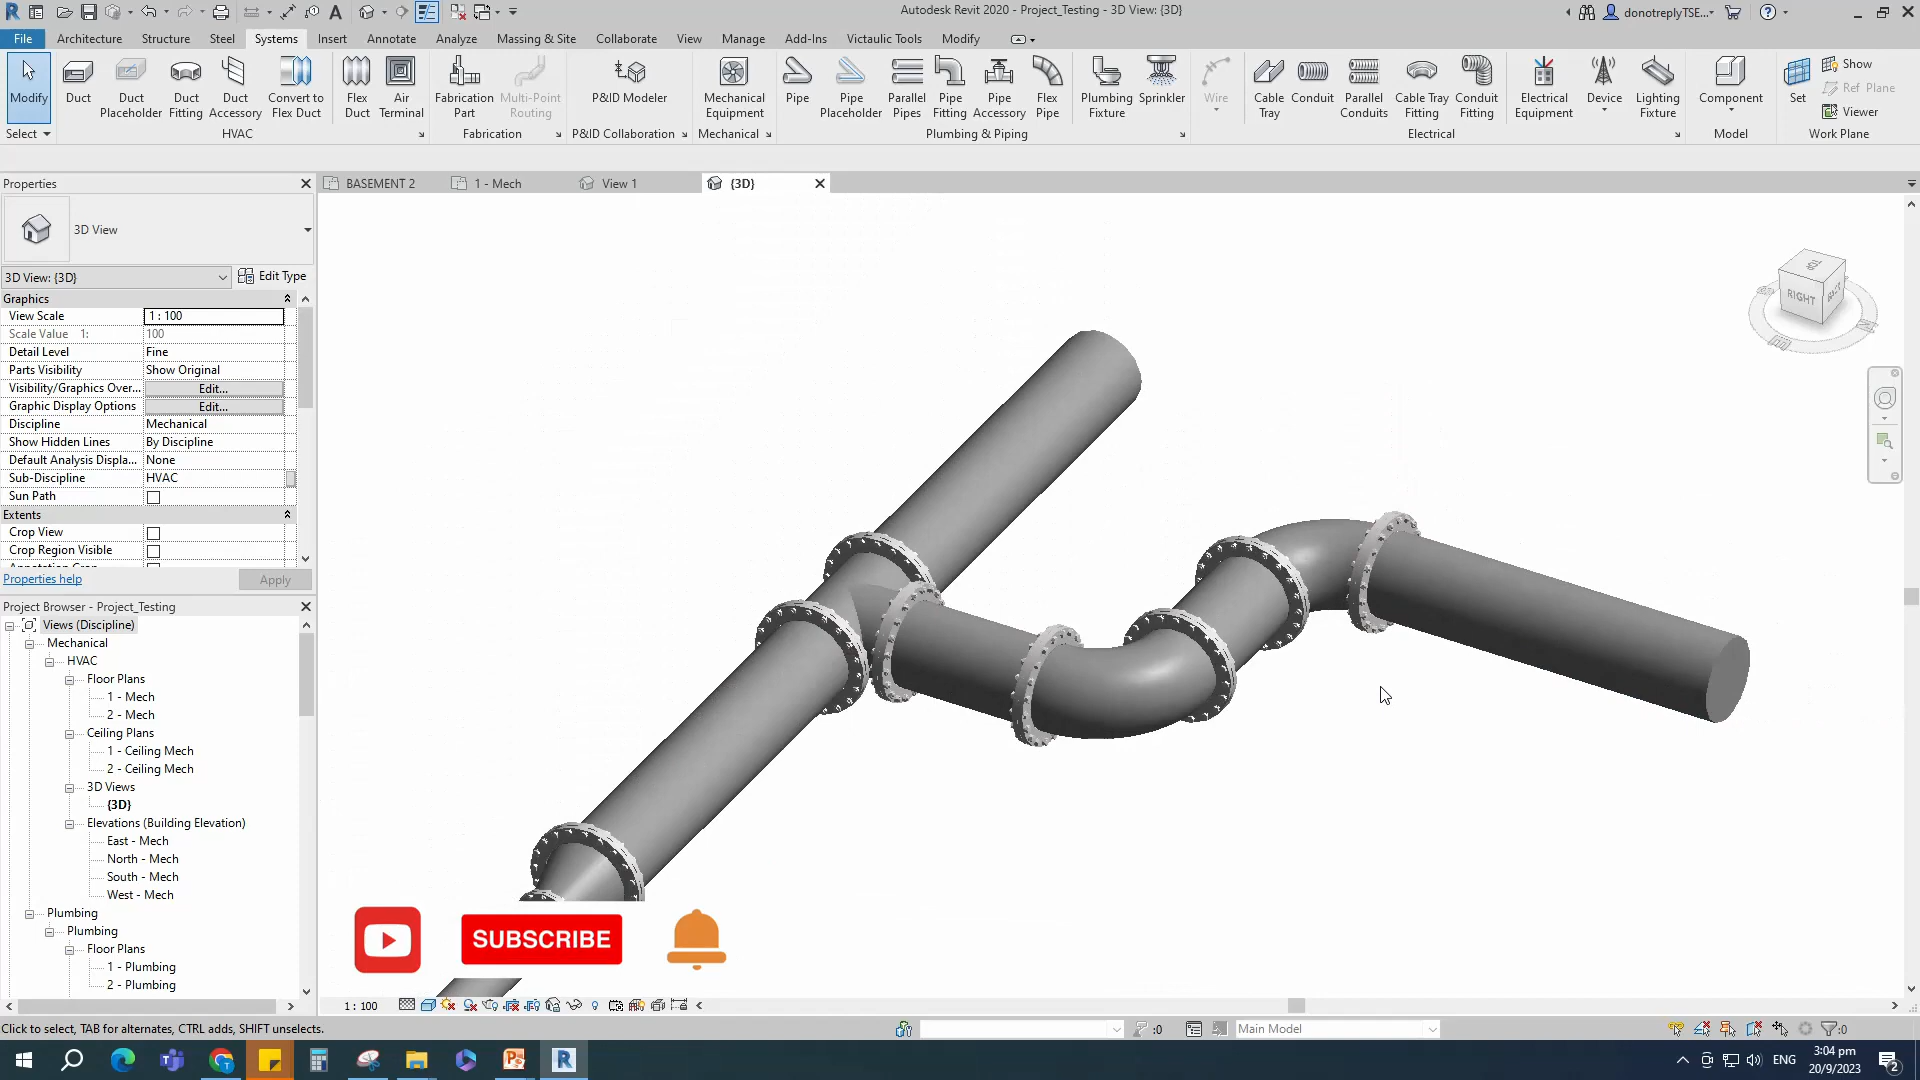 Autodesk Revit 2020 - Project_Testing - 3D View: {3D}
donotreplyTSE...
File Architecture Structure Steel Systems Insert Annotate Analyze Massing & Site Collaborate View Manage Add-Ins Victaulic Tools Modify
Modify
Duct
Duct Placeholder
Duct Fitting
Duct Accessory
Convert to Flex Duct
Flex Duct
Air Terminal
Fabrication Part
Multi-Point Routing
P&ID Modeler
Mechanical Equipment
Pipe
Pipe Placeholder
Parallel Pipes
Pipe Fitting
Pipe Accessory
Flex Pipe
Plumbing Fixture
Sprinkler
Wire
Cable Tray
Conduit
Parallel Conduits
Cable Tray Fitting
Conduit Fitting
Electrical Equipment
Device
Lighting Fixture
Component
Set
Show
Ref Plane
Viewer
Select HVAC Fabrication P&ID Collaboration Mechanical Plumbing & Piping Electrical Model Work Plane
Properties
BASEMENT 2
1 - Mech
View 1
{3D}
3D View
3D View: {3D}
Edit Type
Graphics
View Scale 1 : 100
Scale Value 1: 100
Detail Level Fine
Parts Visibility Show Original
Visibility/Graphics Over... Edit...
Graphic Display Options Edit...
Discipline Mechanical
Show Hidden Lines By Discipline
Default Analysis Displa... None
Sub-Discipline HVAC
Sun Path
Extents
Crop View
Crop Region Visible
Properties help
Apply
TOP
RIGHT
BACK
Project Browser - Project_Testing
Views (Discipline)
Mechanical
HVAC
Floor Plans
1 - Mech
2 - Mech
Ceiling Plans
1 - Ceiling Mech
2 - Ceiling Mech
3D Views
{3D}
Elevations (Building Elevation)
East - Mech
North - Mech
South - Mech
West - Mech
Plumbing
Plumbing
Floor Plans
1 - Plumbing
2 - Plumbing
SUBSCRIBE
1 : 100
Click to select, TAB for alternates, CTRL adds, SHIFT unselects.
:0
Main Model
:0
ENG
3:04 pm
20/9/2023
2